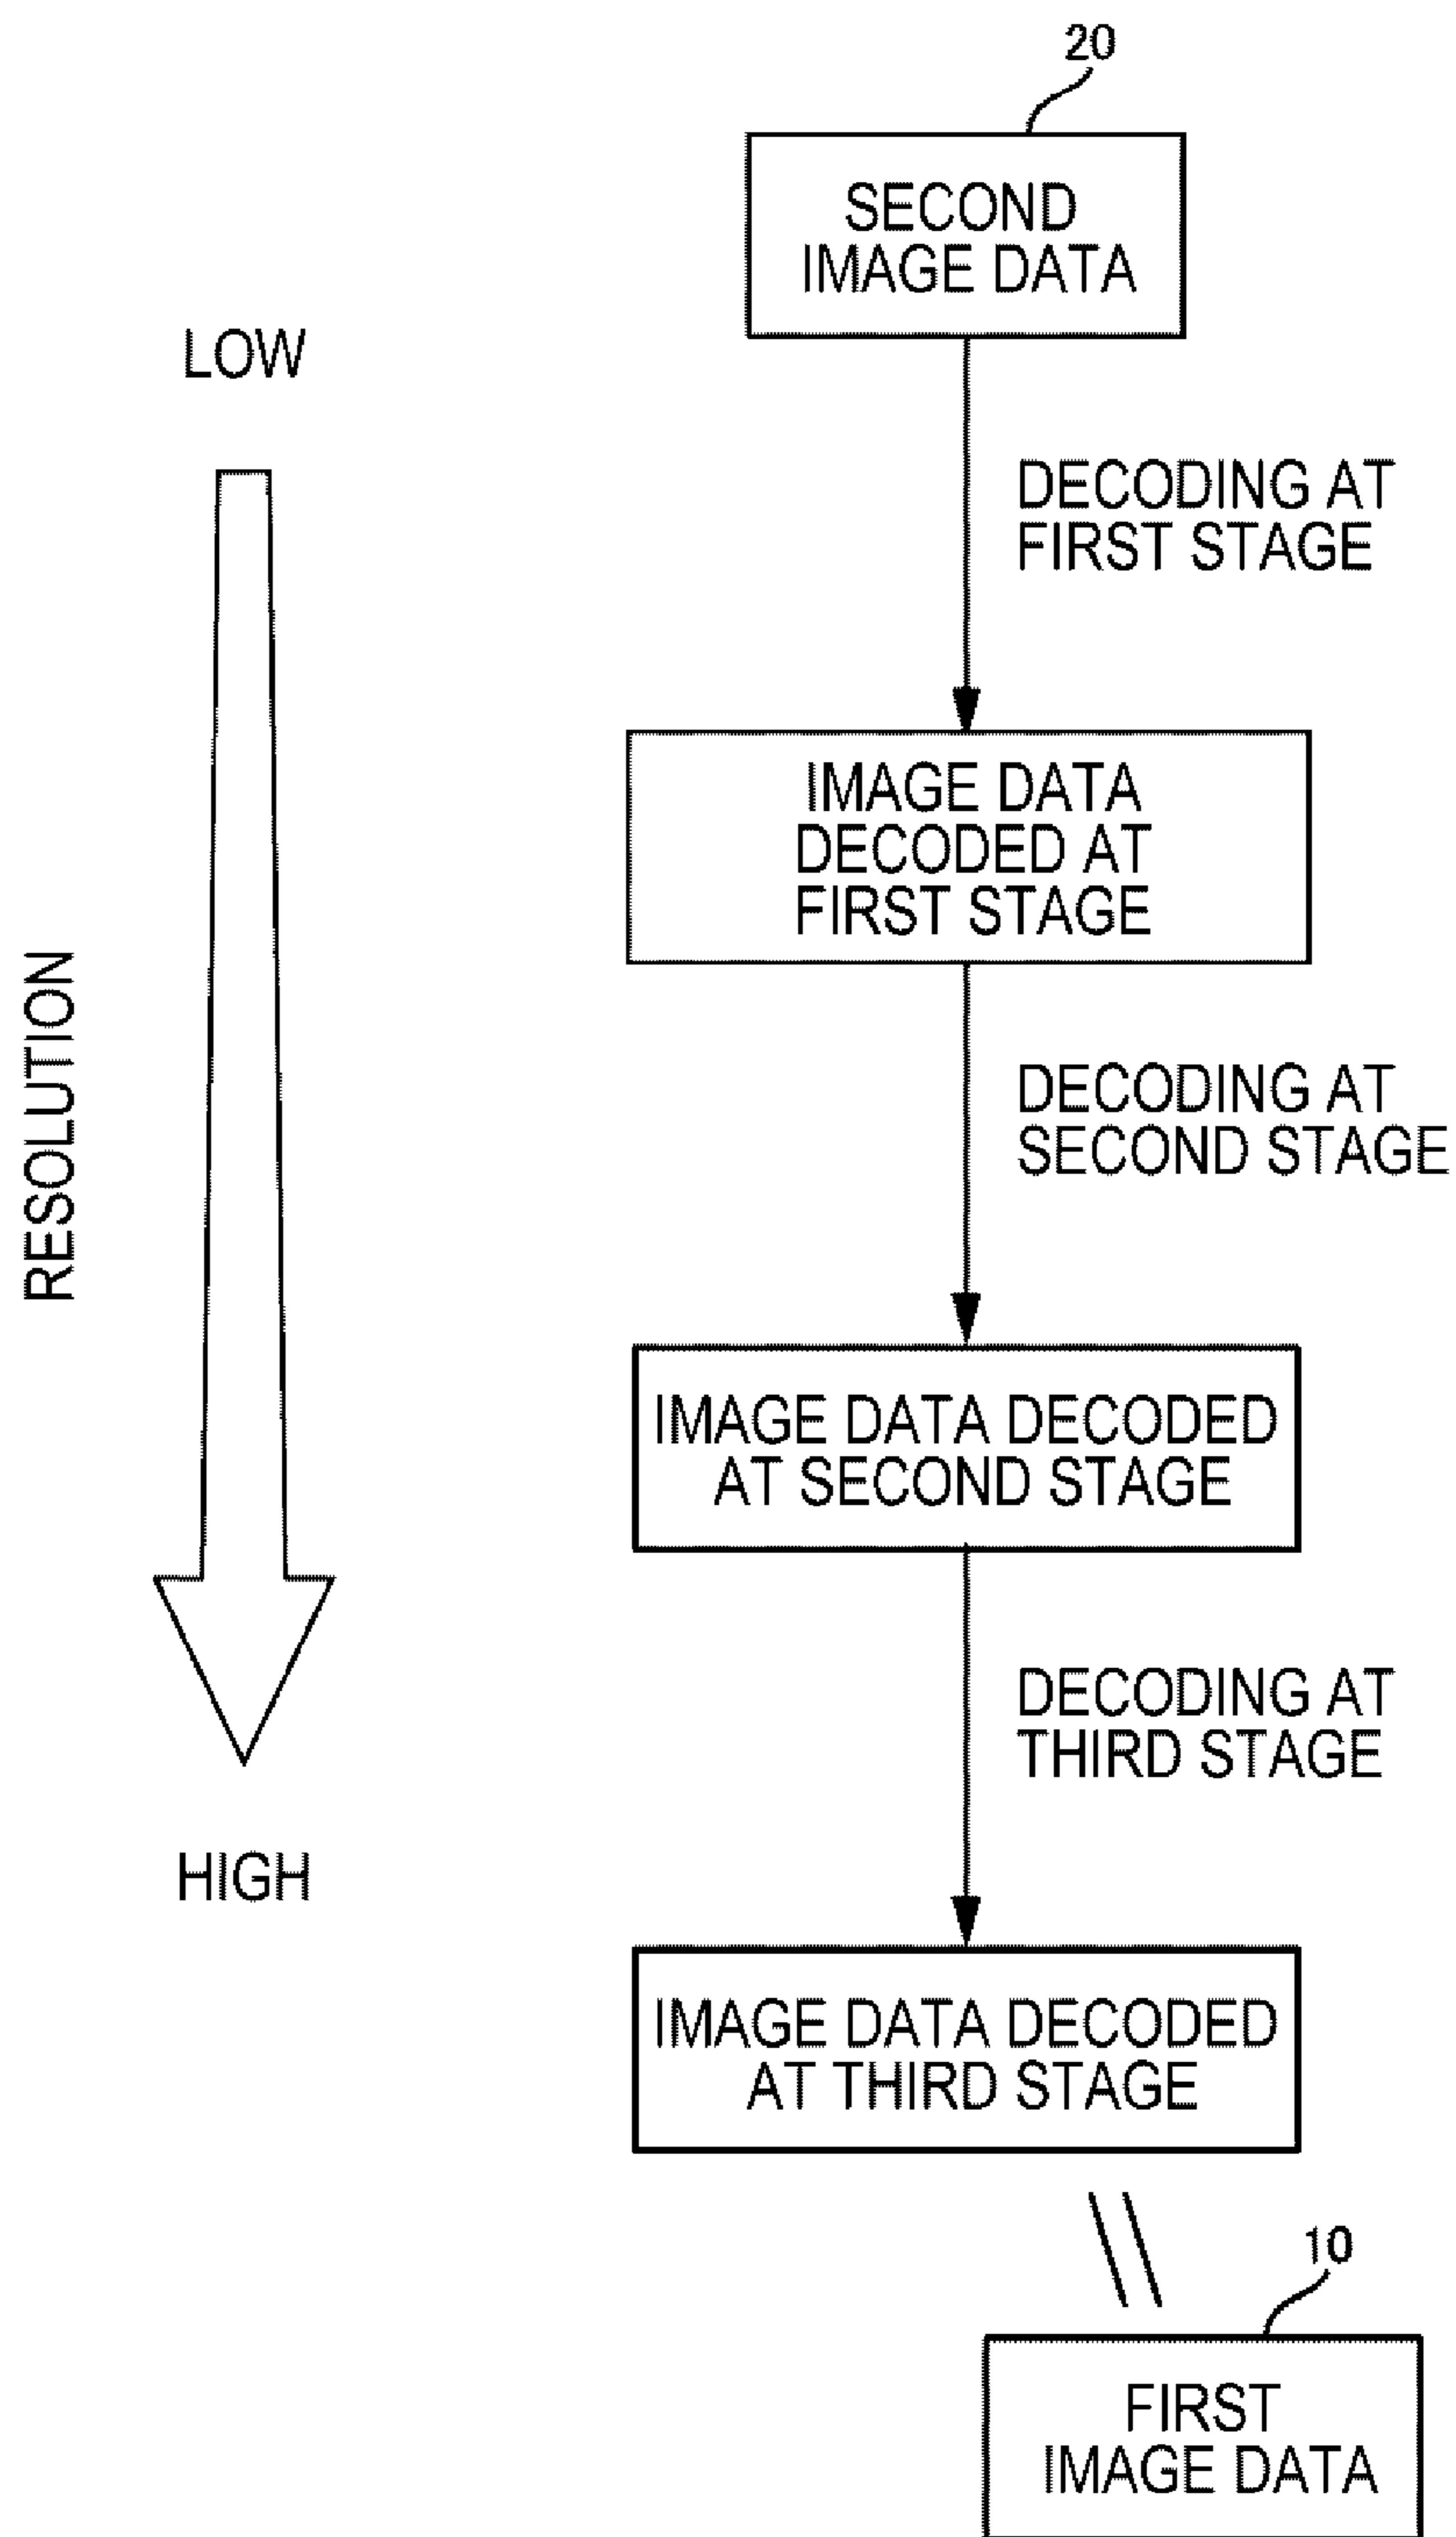 20
SECOND
IMAGE DATA
LOW
DECODING AT
FIRST STAGE
IMAGE DATA
DECODED AT
FIRST STAGE
RESOLUTION
DECODING AT
SECOND STAGE
IMAGE DATA DECODED
AT SECOND STAGE
DECODING AT
THIRD STAGE
HIGH
IMAGE DATA DECODED
AT THIRD STAGE
10
FIRST
IMAGE DATA